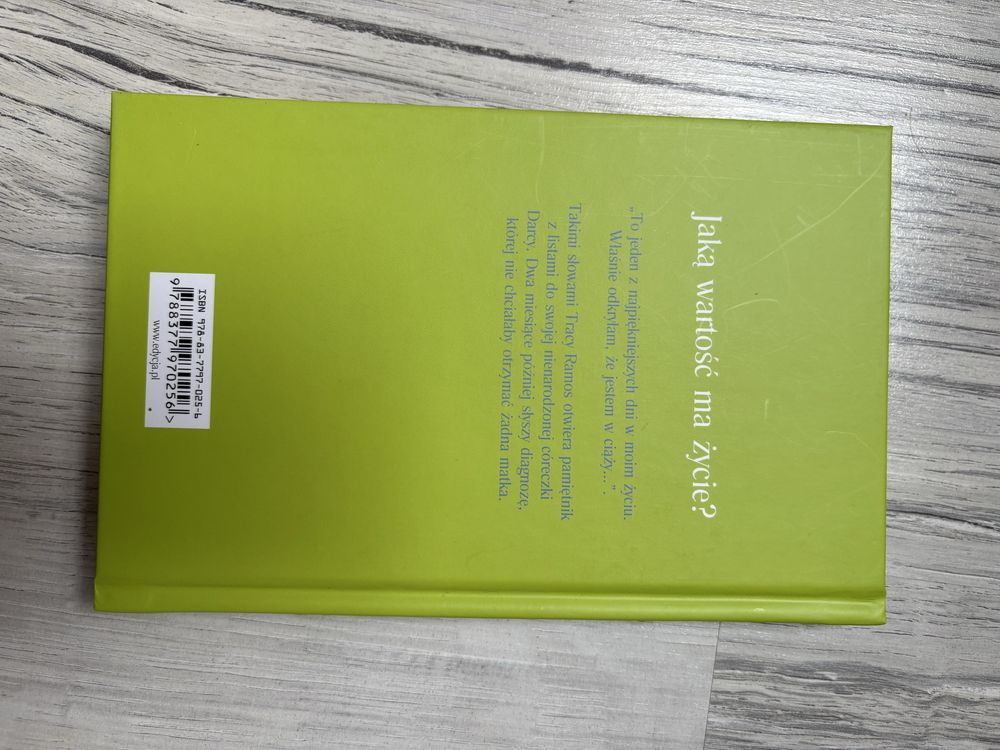 Jaką wartość ma życie?
„To jeden z najpiękniejszych dni w moim życiu.
Właśnie odkryłam, że jestem w ciąży...”.
Takimi słowami Tracy Ramos otwiera pamiętnik
z listami do swojej nienarodzonej córeczki
Darcy. Dwa miesiące później słyszy diagnozę,
której nie chciałaby otrzymać żadna matka.
ISBN 978-83-7797-025-6
9 788377 970256 >
www.edycja.pl